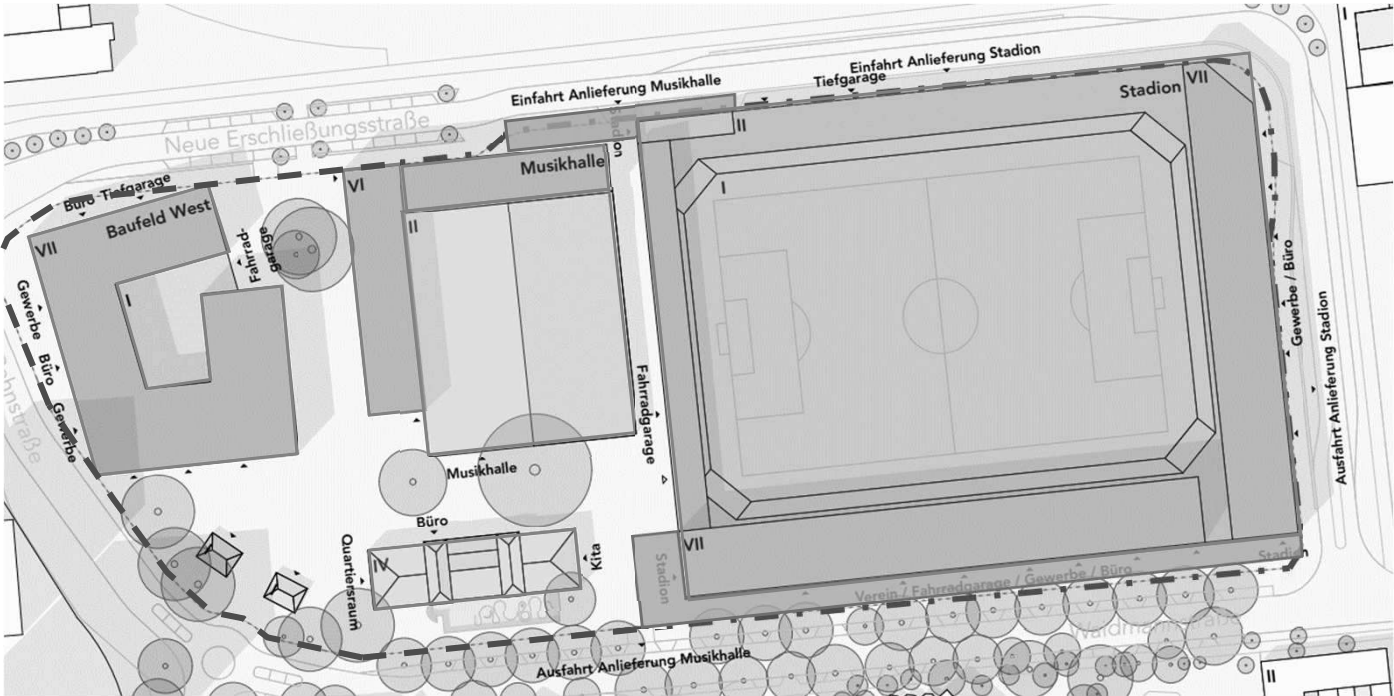 I
Einfahrt Anlieferung Stadion
Tiefgarage
Einfahrt Anlieferung Musikhalle
Stadion
VII
II
Stadion
Neue Erschließungsstraße
Musikhalle
VI
Büro Tiefgarage
Baufeld West
VII
Fahrrad-
garage
I
II
I
Gewerbe
Büro
Gewerbe
Gewerbe / Büro
Ausfahrt Anlieferung Stadion
Fahrradgarage
Musikhalle
Büro
Quartiersraum
IV
Kita
VII
Stadion
Stadion
Verein / Fahrradgarage / Gewerbe / Büro
Waidmannstraße
Ausfahrt Anlieferung Musikhalle
II